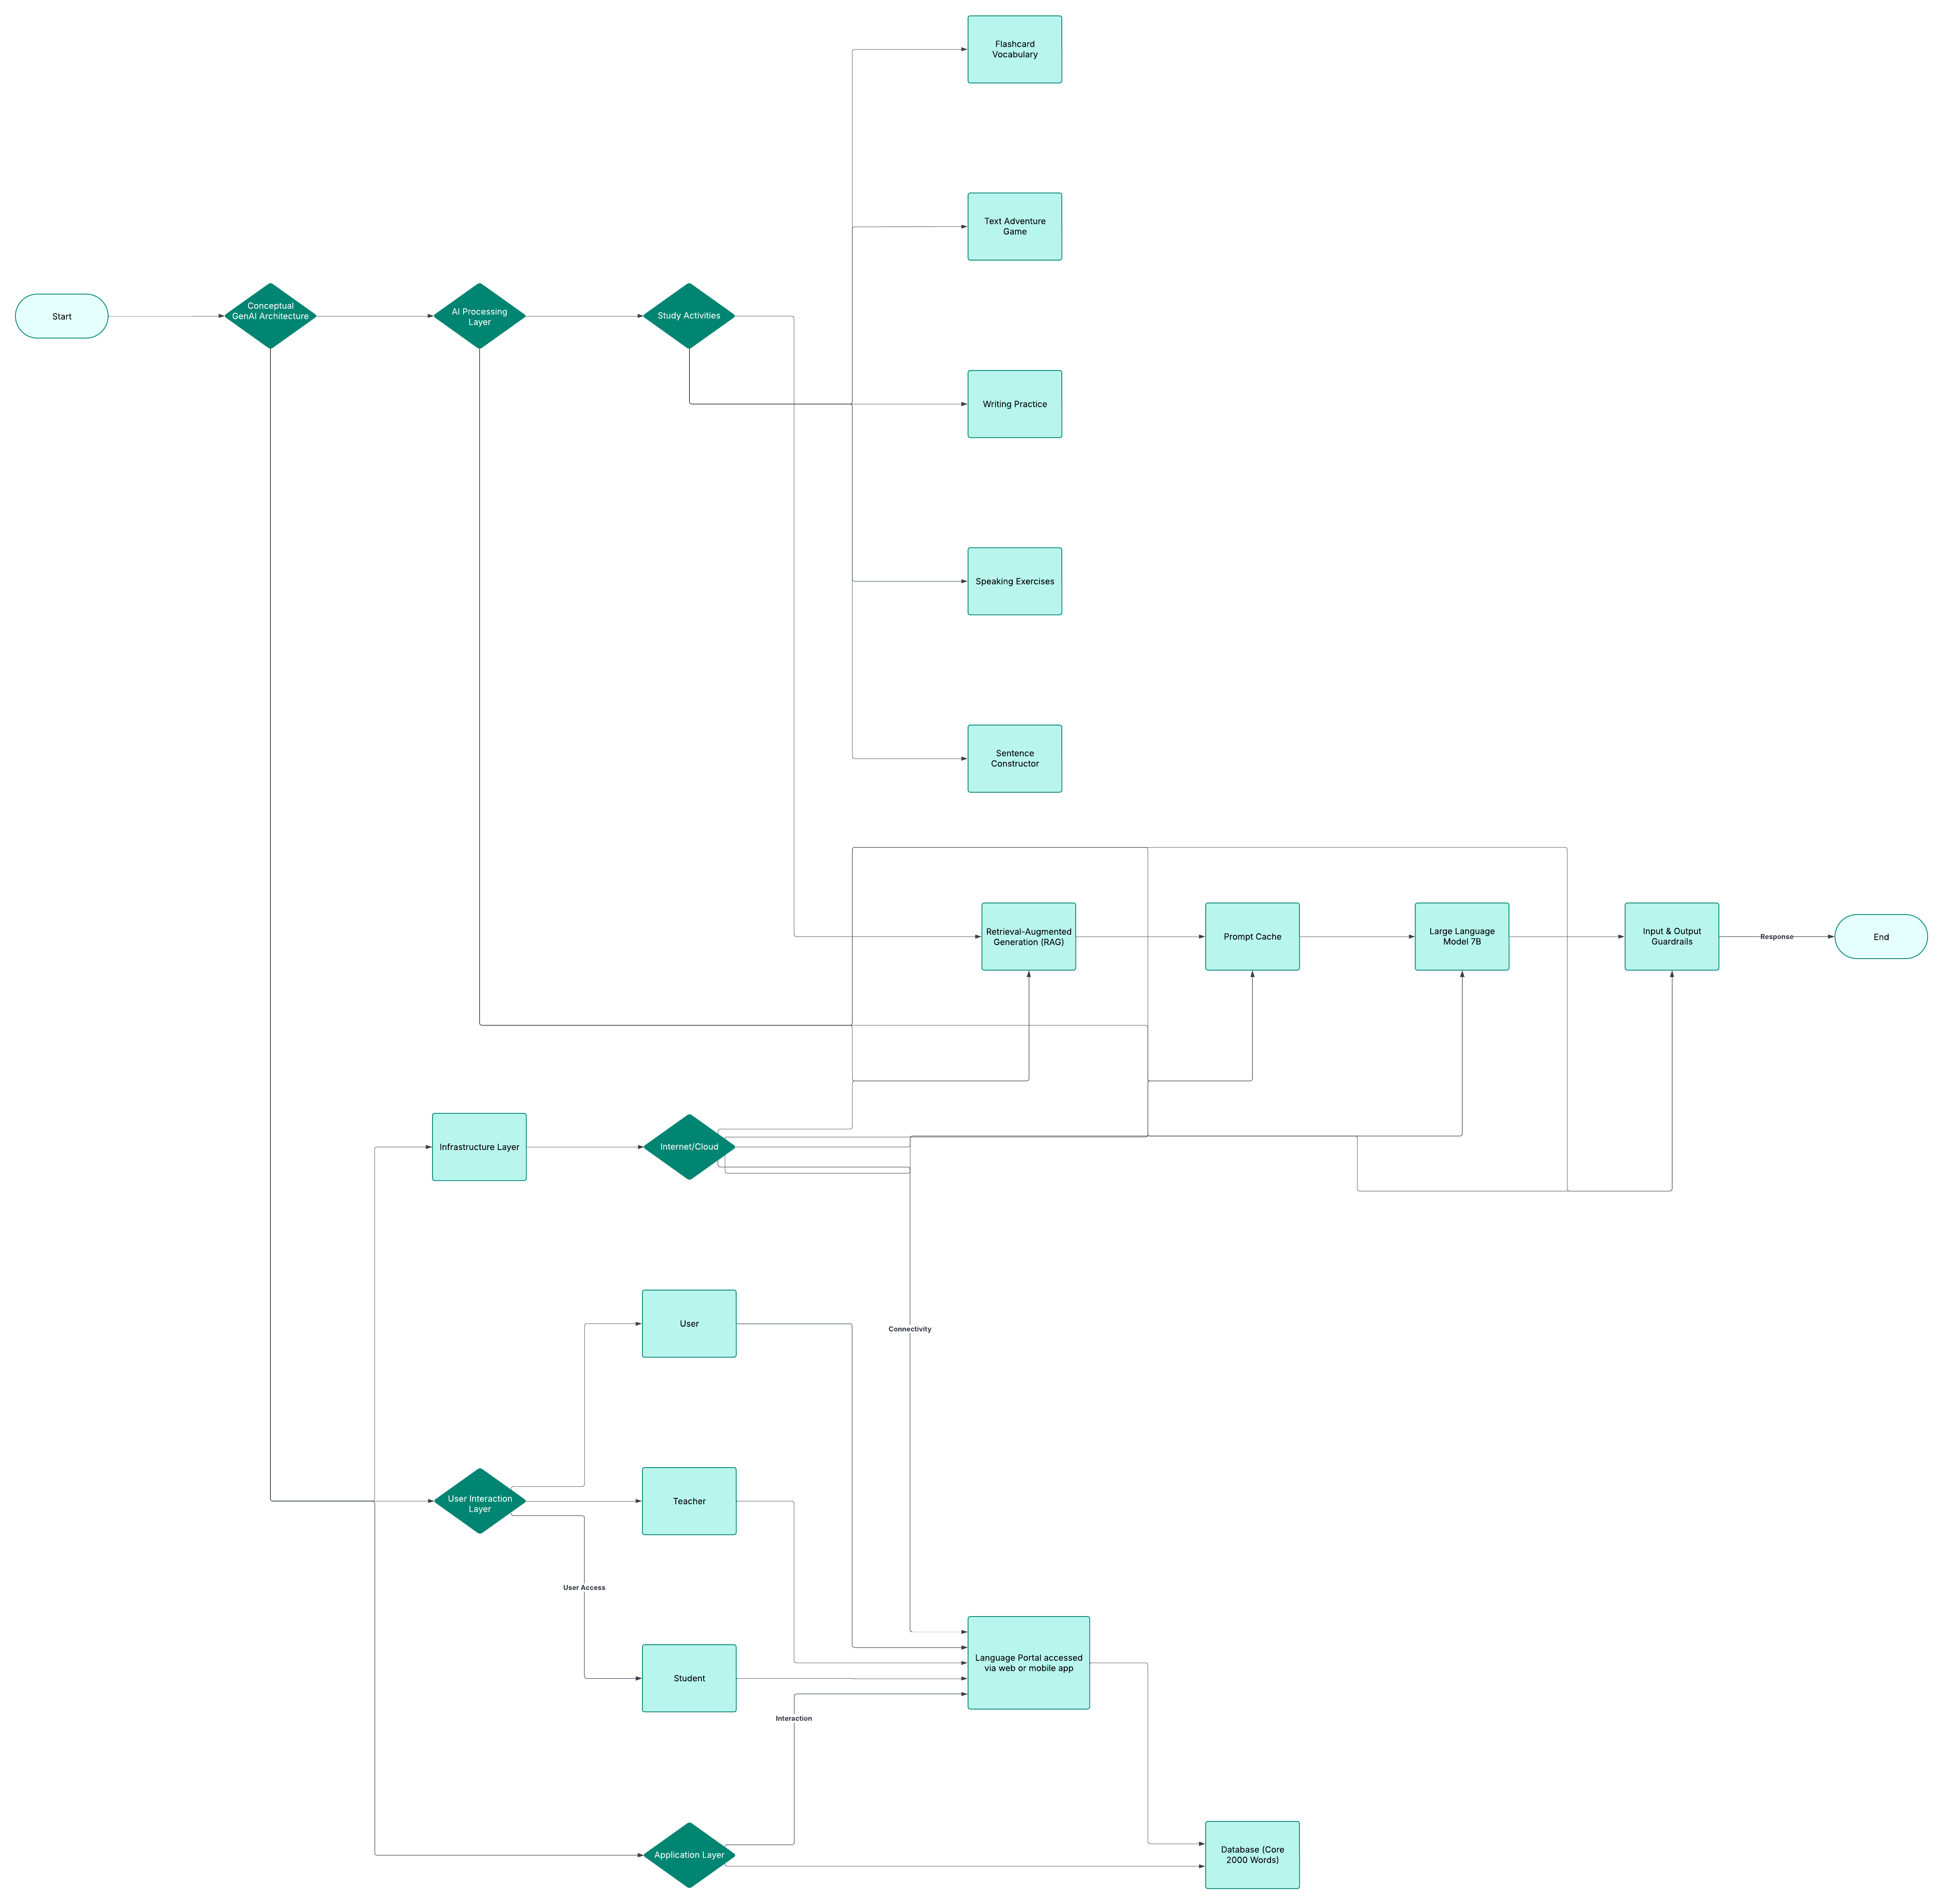 Flashcard
Vocabulary
Text Adventure
Game
Start
Conceptual
GenAI Architecture
AI Processing
Layer
Study Activities
Writing Practice
Speaking Exercises
Sentence
Constructor
Retrieval-Augmented
Generation (RAG)
Prompt Cache
Large Language
Model 7B
Input & Output
Guardrails
Response
End
Infrastructure Layer
Internet/Cloud
User
Connectivity
User Interaction
Layer
Teacher
User Access
Student
Language Portal accessed
via web or mobile app
Interaction
Application Layer
Database (Core
2000 Words)